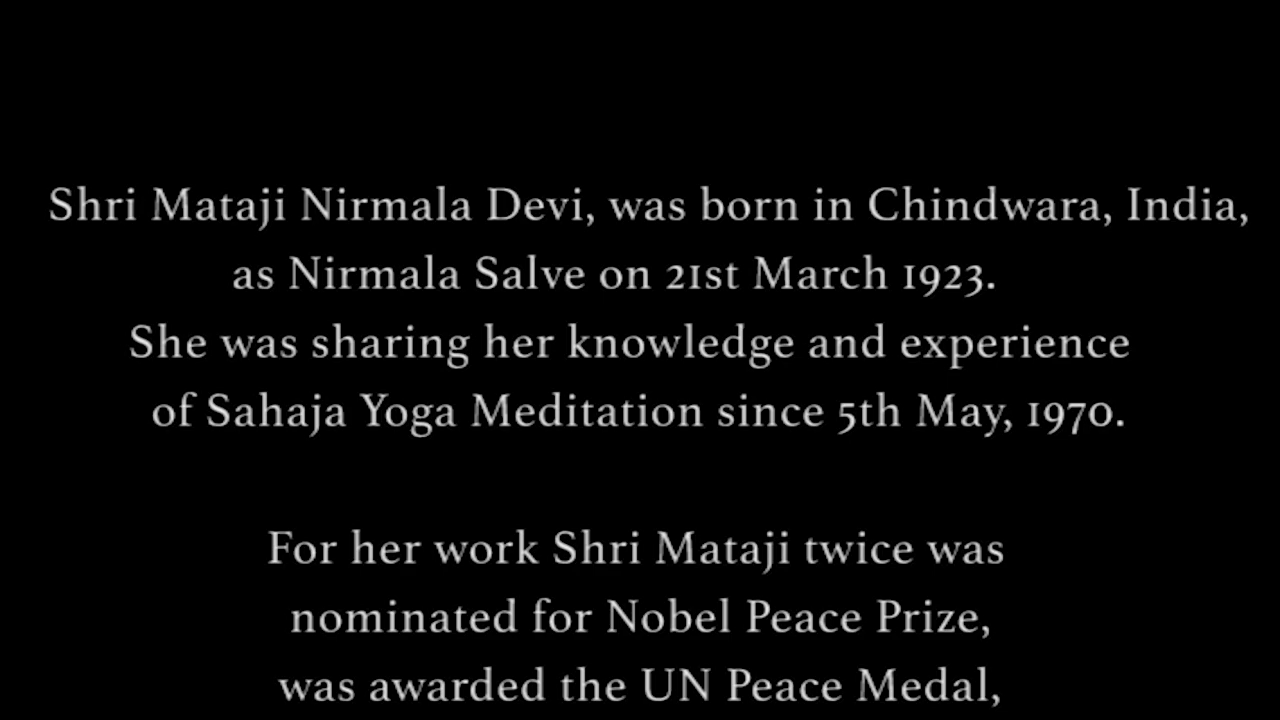 Shri Mataji Nirmala Devi, was born in Chindwara, India,
as Nirmala Salve on 21st March 1923.
She was sharing her knowledge and experience
of Sahaja Yoga Meditation since 5th May, 1970.
For her work Shri Mataji twice was
nominated for Nobel Peace Prize,
was awarded the UN Peace Medal,